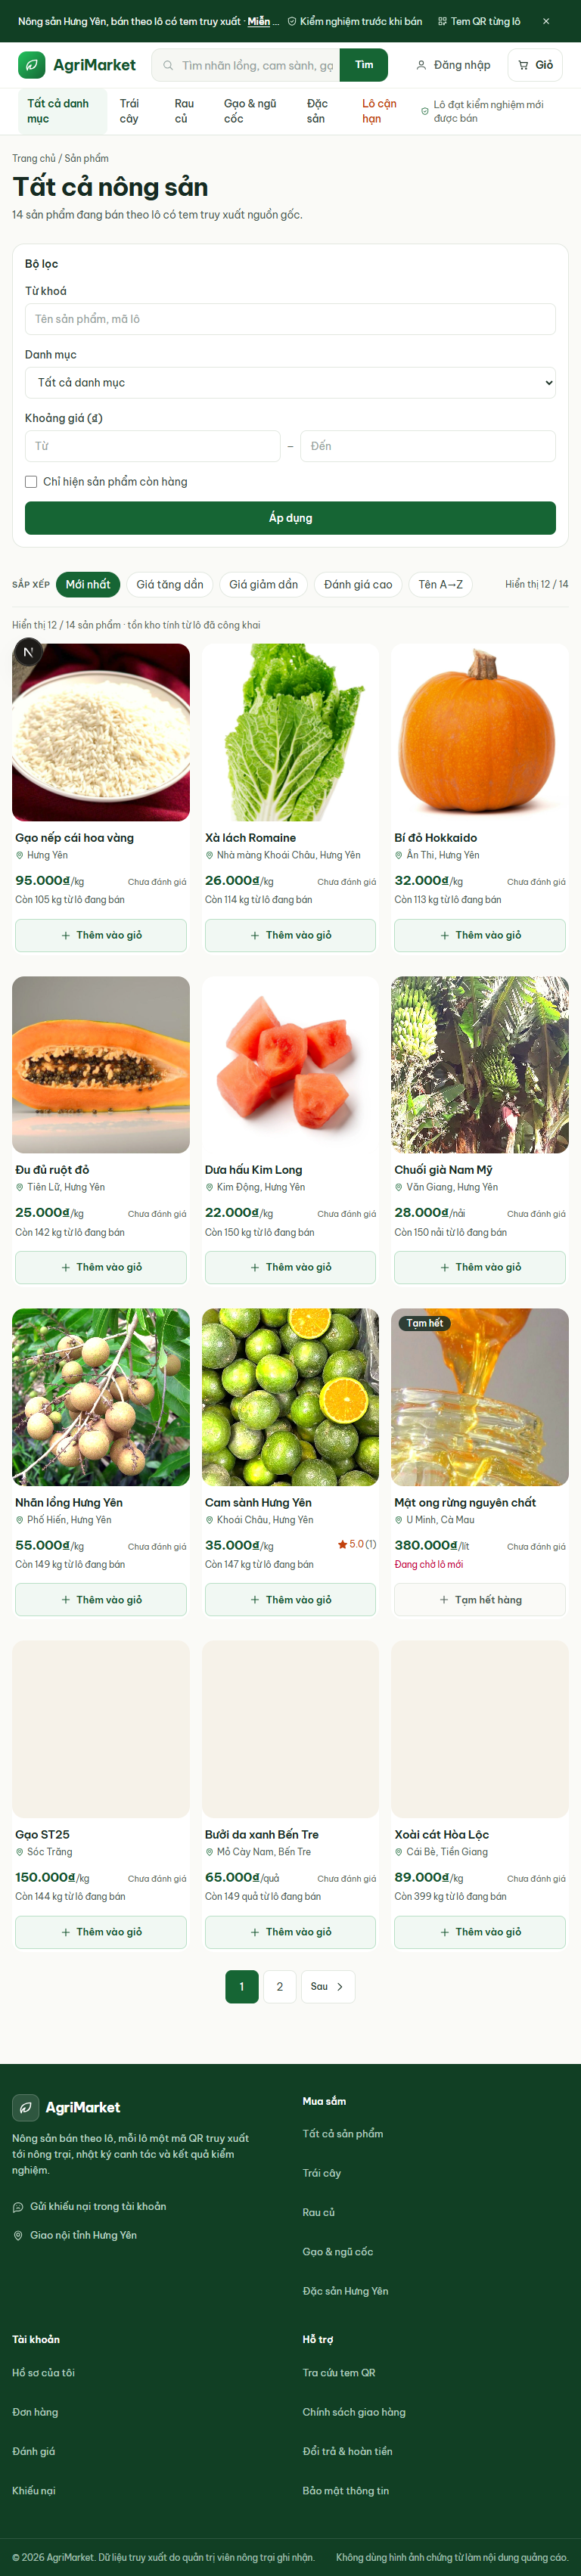 Nông sản Hưng Yên, bán theo lô có tem truy xuất · Miễn ... Kiểm nghiệm trước khi bán Tem QR từng lô
AgriMarket Tìm nhãn lồng, cam sành, gạ Tìm Đăng nhập Giỏ
Tất cả danh mục Trái cây Rau củ Gạo & ngũ cốc Đặc sản Lô cận hạn Lô đạt kiểm nghiệm mới được bán
Trang chủ / Sản phẩm
Tất cả nông sản
14 sản phẩm đang bán theo lô có tem truy xuất nguồn gốc.
Bộ lọc
Từ khoá
Tên sản phẩm, mã lô
Danh mục
Tất cả danh mục
Khoảng giá (₫)
Từ – Đến
Chỉ hiện sản phẩm còn hàng
Áp dụng
SẮP XẾP Mới nhất Giá tăng dần Giá giảm dần Đánh giá cao Tên A→Z Hiển thị 12 / 14
Hiển thị 12 / 14 sản phẩm · tồn kho tính từ lô đã công khai
N
Gạo nếp cái hoa vàng Xà lách Romaine Bí đỏ Hokkaido
Hưng Yên Nhà màng Khoái Châu, Hưng Yên Ân Thi, Hưng Yên
95.000₫/kg Chưa đánh giá 26.000₫/kg Chưa đánh giá 32.000₫/kg Chưa đánh giá
Còn 105 kg từ lô đang bán Còn 114 kg từ lô đang bán Còn 113 kg từ lô đang bán
Thêm vào giỏ Thêm vào giỏ Thêm vào giỏ
Đu đủ ruột đỏ Dưa hấu Kim Long Chuối già Nam Mỹ
Tiên Lữ, Hưng Yên Kim Động, Hưng Yên Văn Giang, Hưng Yên
25.000₫/kg Chưa đánh giá 22.000₫/kg Chưa đánh giá 28.000₫/nải Chưa đánh giá
Còn 142 kg từ lô đang bán Còn 150 kg từ lô đang bán Còn 150 nải từ lô đang bán
Thêm vào giỏ Thêm vào giỏ Thêm vào giỏ
Tạm hết
Nhãn lồng Hưng Yên Cam sành Hưng Yên Mật ong rừng nguyên chất
Phố Hiến, Hưng Yên Khoái Châu, Hưng Yên U Minh, Cà Mau
55.000₫/kg Chưa đánh giá 35.000₫/kg 5.0 (1) 380.000₫/lít Chưa đánh giá
Còn 149 kg từ lô đang bán Còn 147 kg từ lô đang bán Đang chờ lô mới
Thêm vào giỏ Thêm vào giỏ Tạm hết hàng
Gạo ST25 Bưởi da xanh Bến Tre Xoài cát Hòa Lộc
Sóc Trăng Mỏ Cày Nam, Bến Tre Cái Bè, Tiền Giang
150.000₫/kg Chưa đánh giá 65.000₫/quả Chưa đánh giá 89.000₫/kg Chưa đánh giá
Còn 144 kg từ lô đang bán Còn 149 quả từ lô đang bán Còn 399 kg từ lô đang bán
Thêm vào giỏ Thêm vào giỏ Thêm vào giỏ
1 2 Sau
AgriMarket
Nông sản bán theo lô, mỗi lô một mã QR truy xuất
tới nông trại, nhật ký canh tác và kết quả kiểm
nghiệm.
Gửi khiếu nại trong tài khoản
Giao nội tỉnh Hưng Yên
Mua sắm
Tất cả sản phẩm
Trái cây
Rau củ
Gạo & ngũ cốc
Đặc sản Hưng Yên
Tài khoản
Hồ sơ của tôi
Đơn hàng
Đánh giá
Khiếu nại
Hỗ trợ
Tra cứu tem QR
Chính sách giao hàng
Đổi trả & hoàn tiền
Bảo mật thông tin
© 2026 AgriMarket. Dữ liệu truy xuất do quản trị viên nông trại ghi nhận. Không dùng hình ảnh chứng từ làm nội dung quảng cáo.